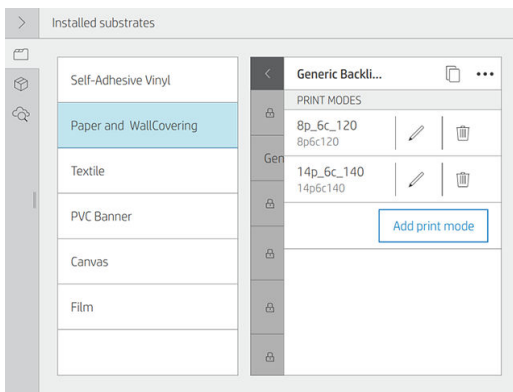 Installed substrates
Self-Adhesive Vinyl
Paper and WallCovering
Textile
PVC Banner
Canvas
Film
Gen
Generic Backli...
PRINT MODES
8p_6c_120
8p6c120
14p_6c_140
14p6c140
Add print mode